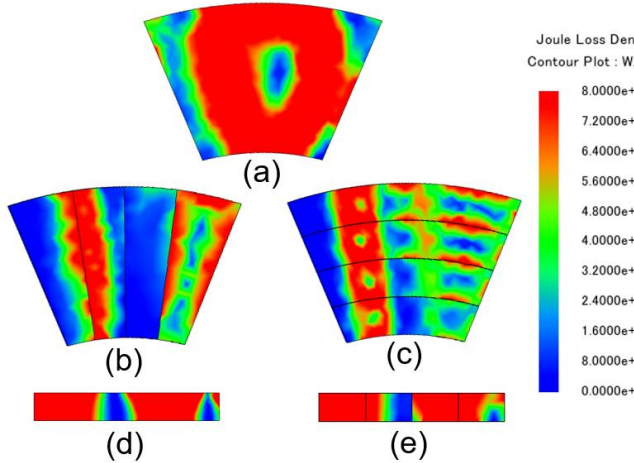 Joule Loss Den
Contour Plot : W
8.0000e+
7.2000e+
6.4000e+
5.6000e+
4.8000e+
4.0000e+
3.2000e+
2.4000e+
1.6000e+
8.0000e+
0.0000e+
(a)
(b)
(c)
(d)
(e)